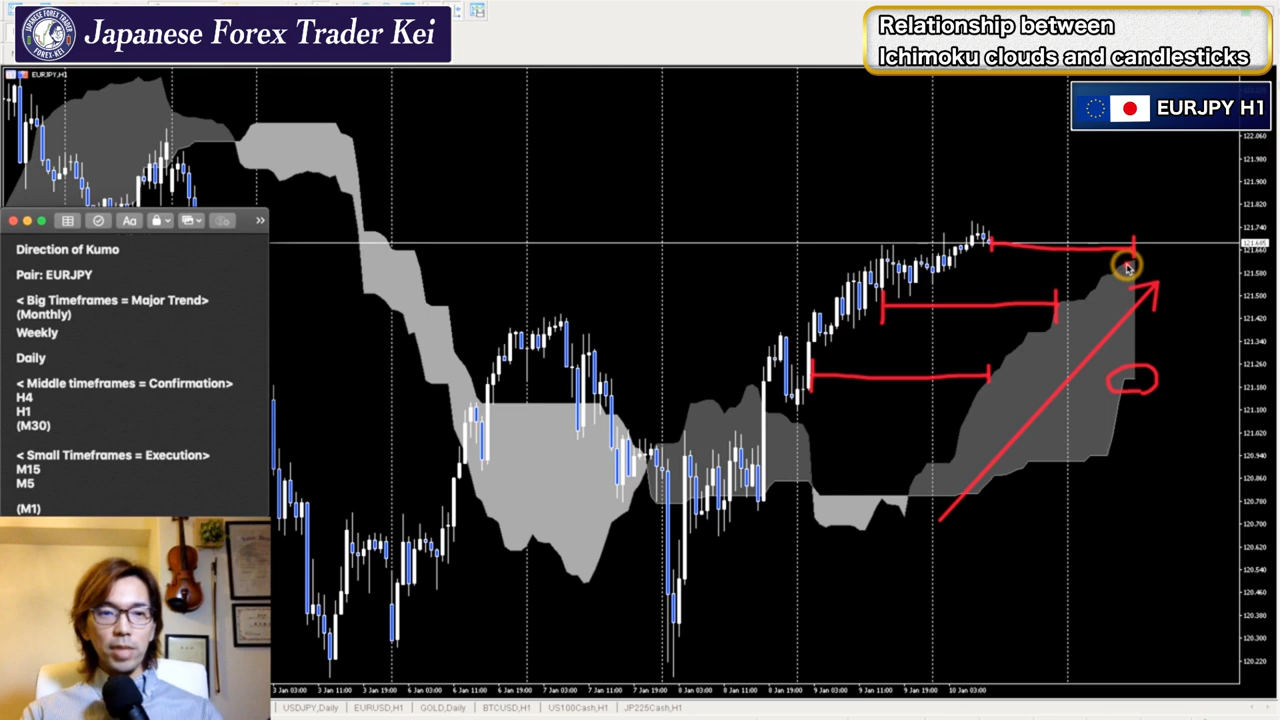 Japanese Forex Trader Kei
JAPANESE FOREX TRADER
FOREX-KEI
Relationship between
Ichimoku clouds and candlesticks
EURJPY H1
EURJPY,H1
Aa
Direction of Kumo
Pair: EURJPY
< Big Timeframes = Major Trend>
(Monthly)
Weekly
Daily
< Middle timeframes = Confirmation>
H4
H1
(M30)
< Small Timeframes = Execution>
M15
M5
(M1)
122.060
121.980
121.900
121.820
121.740
121.660
121.580
121.500
121.420
121.340
121.260
121.180
121.100
121.020
120.940
120.860
120.780
120.700
120.620
120.540
120.460
120.380
120.300
120.220
3 Jan 03:00
3 Jan 11:00
3 Jan 19:00
6 Jan 03:00
6 Jan 11:00
6 Jan 19:00
7 Jan 03:00
7 Jan 11:00
7 Jan 19:00
8 Jan 03:00
8 Jan 11:00
8 Jan 19:00
9 Jan 03:00
9 Jan 11:00
9 Jan 19:00
10 Jan 03:00
USDJPY,Daily
EURUSD,H1
GOLD,Daily
BTCUSD,H1
US100Cash,H1
JP225Cash,H1